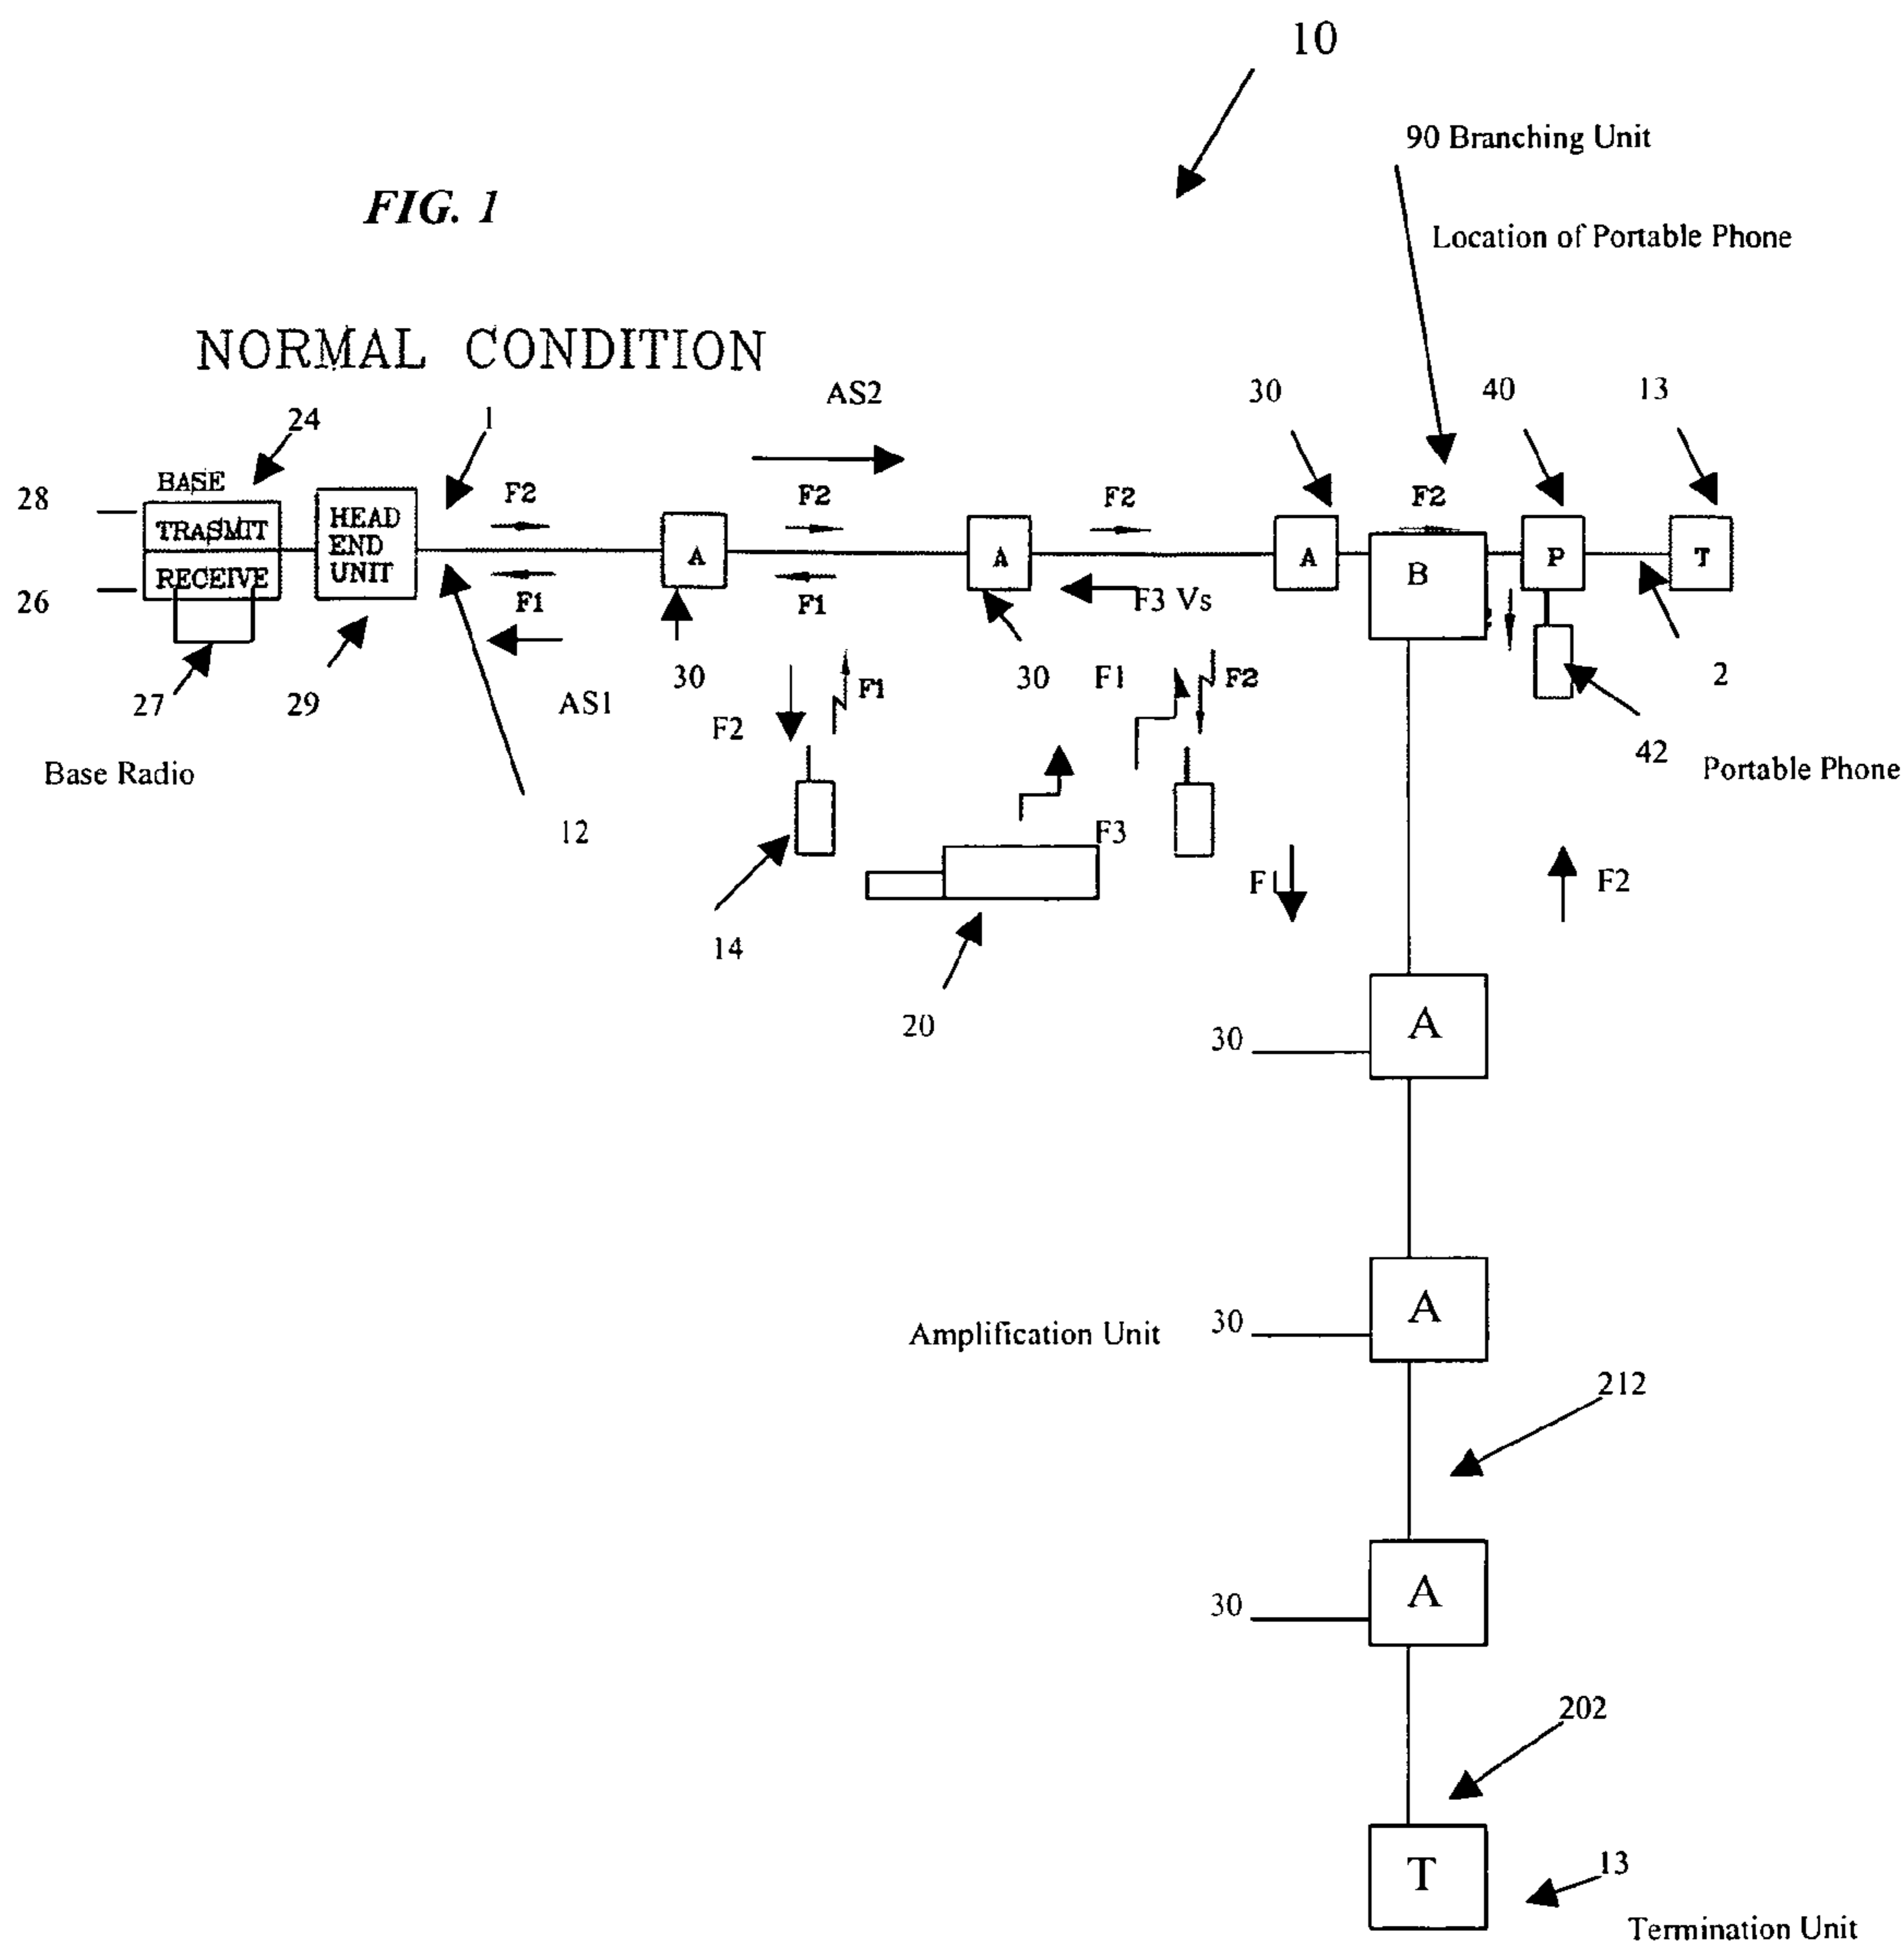 10
90 Branching Unit
FIG. 1
Location of Portable Phone
NORMAL CONDITION
AS2
30
40
13
24
1
BASE
28
TRASMIT
HEAD
END
UNIT
F2
F2
F2
F2
A
A
A
B
P
T
26
RECEIVE
F1
F1
F3 Vs
27
29
AS1
30
30
F1
F2
F1
F2
2
42
Portable Phone
Base Radio
12
F3
14
F1
F2
20
A
30
A
Amplification Unit
30
212
A
30
202
T
13
Termination Unit